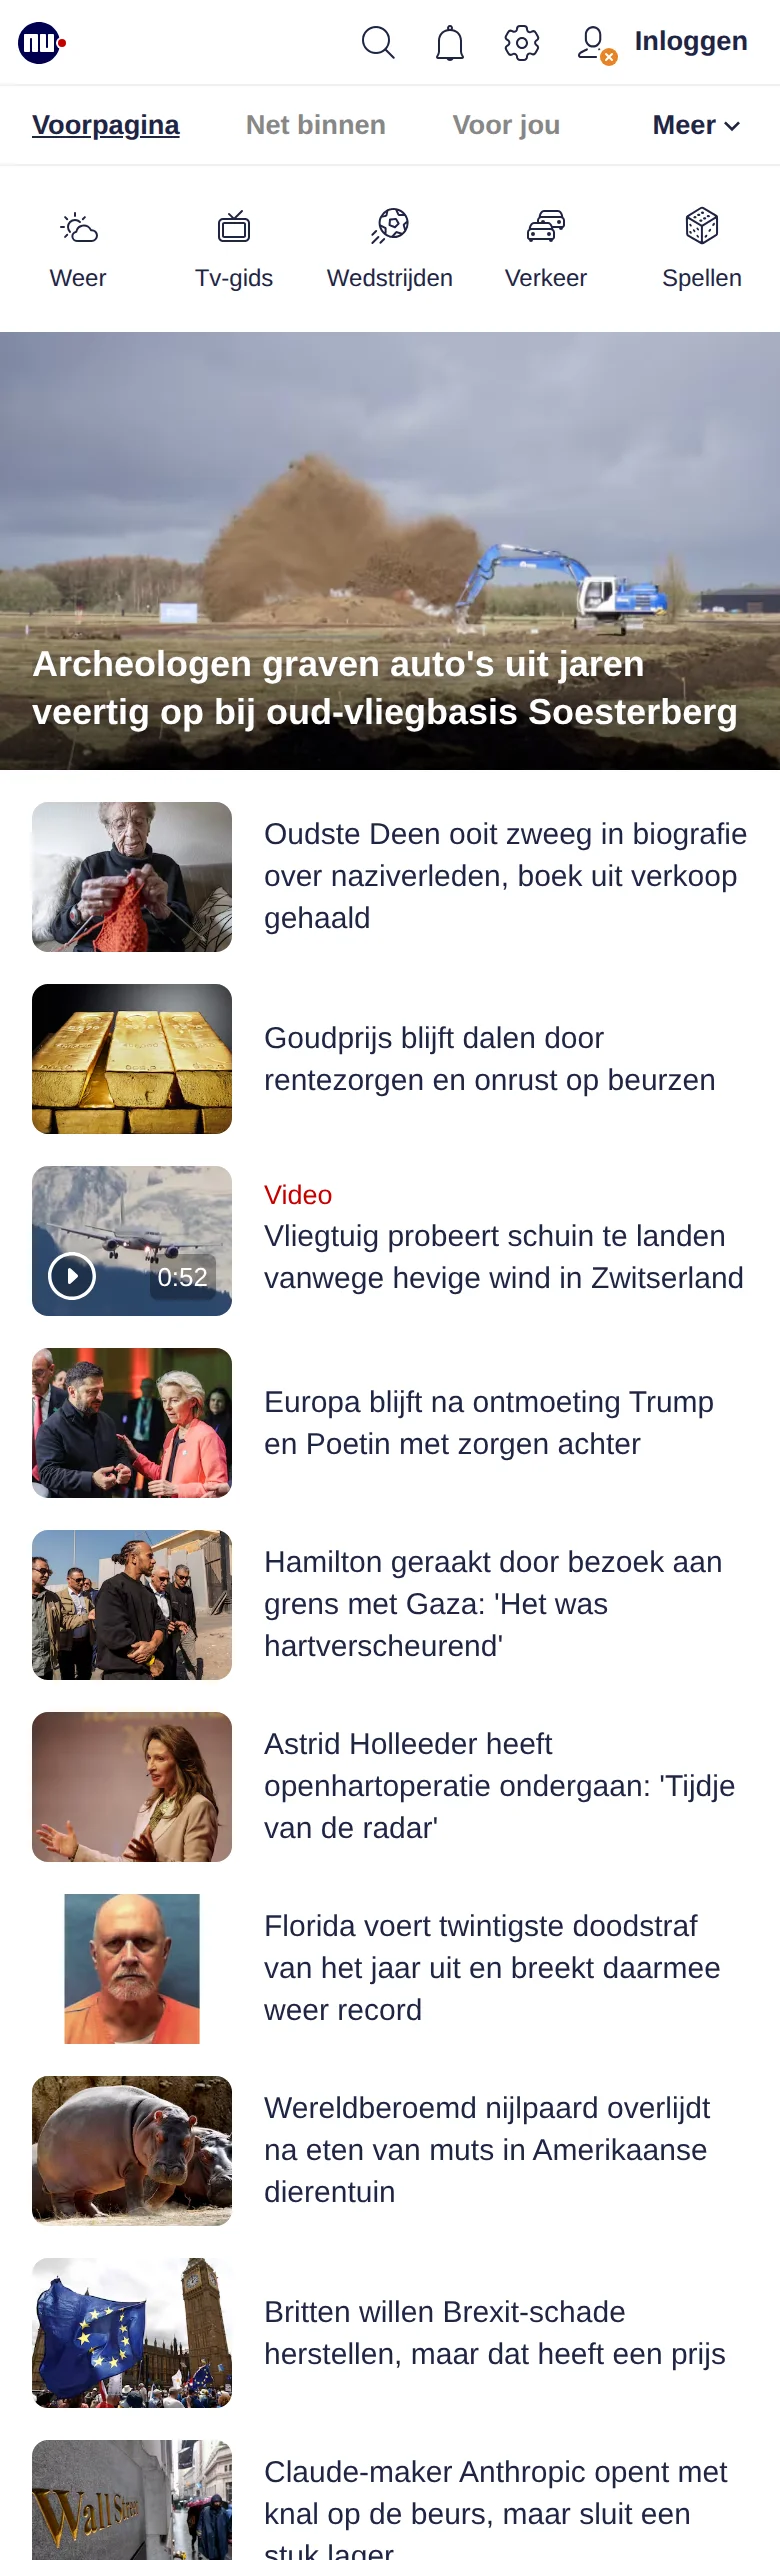 nu
Inloggen
Voorpagina
Net binnen
Voor jou
Meer
Weer
Tv-gids
Wedstrijden
Verkeer
Spellen
Archeologen graven auto's uit jaren
veertig op bij oud-vliegbasis Soesterberg
Oudste Deen ooit zweeg in biografie
over naziverleden, boek uit verkoop
gehaald
Goudprijs blijft dalen door
rentezorgen en onrust op beurzen
Video
Vliegtuig probeert schuin te landen
vanwege hevige wind in Zwitserland
0:52
Europa blijft na ontmoeting Trump
en Poetin met zorgen achter
Hamilton geraakt door bezoek aan
grens met Gaza: 'Het was
hartverscheurend'
Astrid Holleeder heeft
openhartoperatie ondergaan: 'Tijdje
van de radar'
Florida voert twintigste doodstraf
van het jaar uit en breekt daarmee
weer record
Wereldberoemd nijlpaard overlijdt
na eten van muts in Amerikaanse
dierentuin
Britten willen Brexit-schade
herstellen, maar dat heeft een prijs
Claude-maker Anthropic opent met
knal op de beurs, maar sluit een
stuk lager
Wall